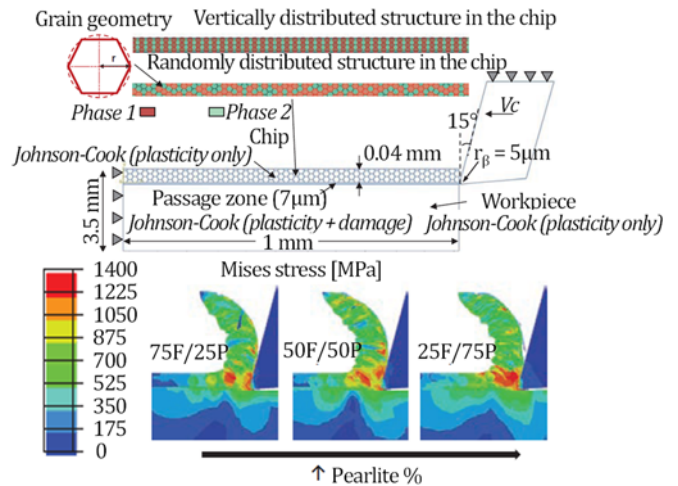 Grain geometry
Vertically distributed structure in the chip
r
Randomly distributed structure in the chip
Phase 1
Phase 2
15°
Vc
Chip
Johnson-Cook (plasticity only)
0.04 mm
rβ = 5µm
Passage zone (7µm)
Workpiece
3.5 mm
Johnson-Cook (plasticity + damage)
Johnson-Cook (plasticity only)
1 mm
1400
1225
1050
875
700
525
350
175
0
Mises stress [MPa]
75F/25P
50F/50P
25F/75P
↑ Pearlite %